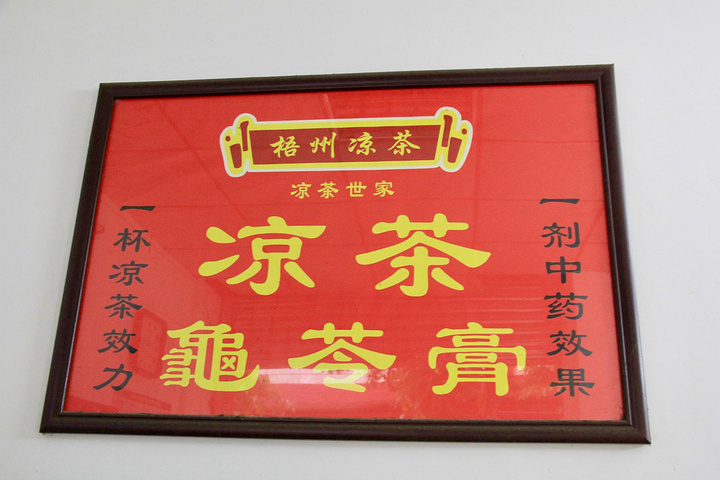 梧州凉茶
凉茶世家
凉茶
龜苓膏
一杯凉茶效力
一剂中药效果